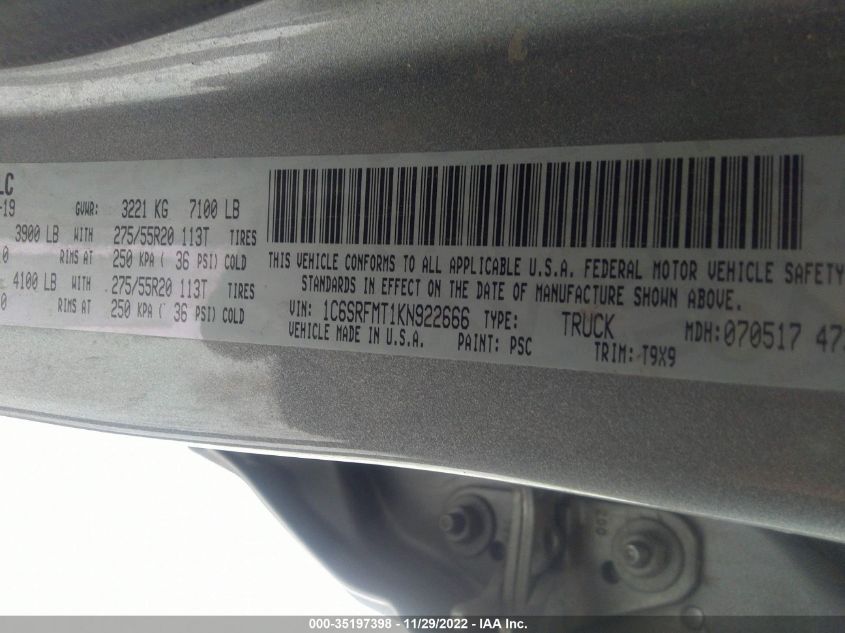 LC
-19 GVWR: 3221 KG 7100 LB
3900 LB WITH 275/55R20 113T TIRES
0 RIMS AT 250 KPA ( 36 PSI) COLD
4100 LB WITH 275/55R20 113T TIRES
0 RIMS AT 250 KPA ( 36 PSI) COLD
THIS VEHICLE CONFORMS TO ALL APPLICABLE U.S.A. FEDERAL MOTOR VEHICLE SAFETY
STANDARDS IN EFFECT ON THE DATE OF MANUFACTURE SHOWN ABOVE.
VIN: 1C6SRFMT1KN922666 TYPE: TRUCK MDH:070517 47
VEHICLE MADE IN U.S.A. PAINT: PSC TRIM: T9X9
000-35197398 - 11/29/2022 - IAA Inc.